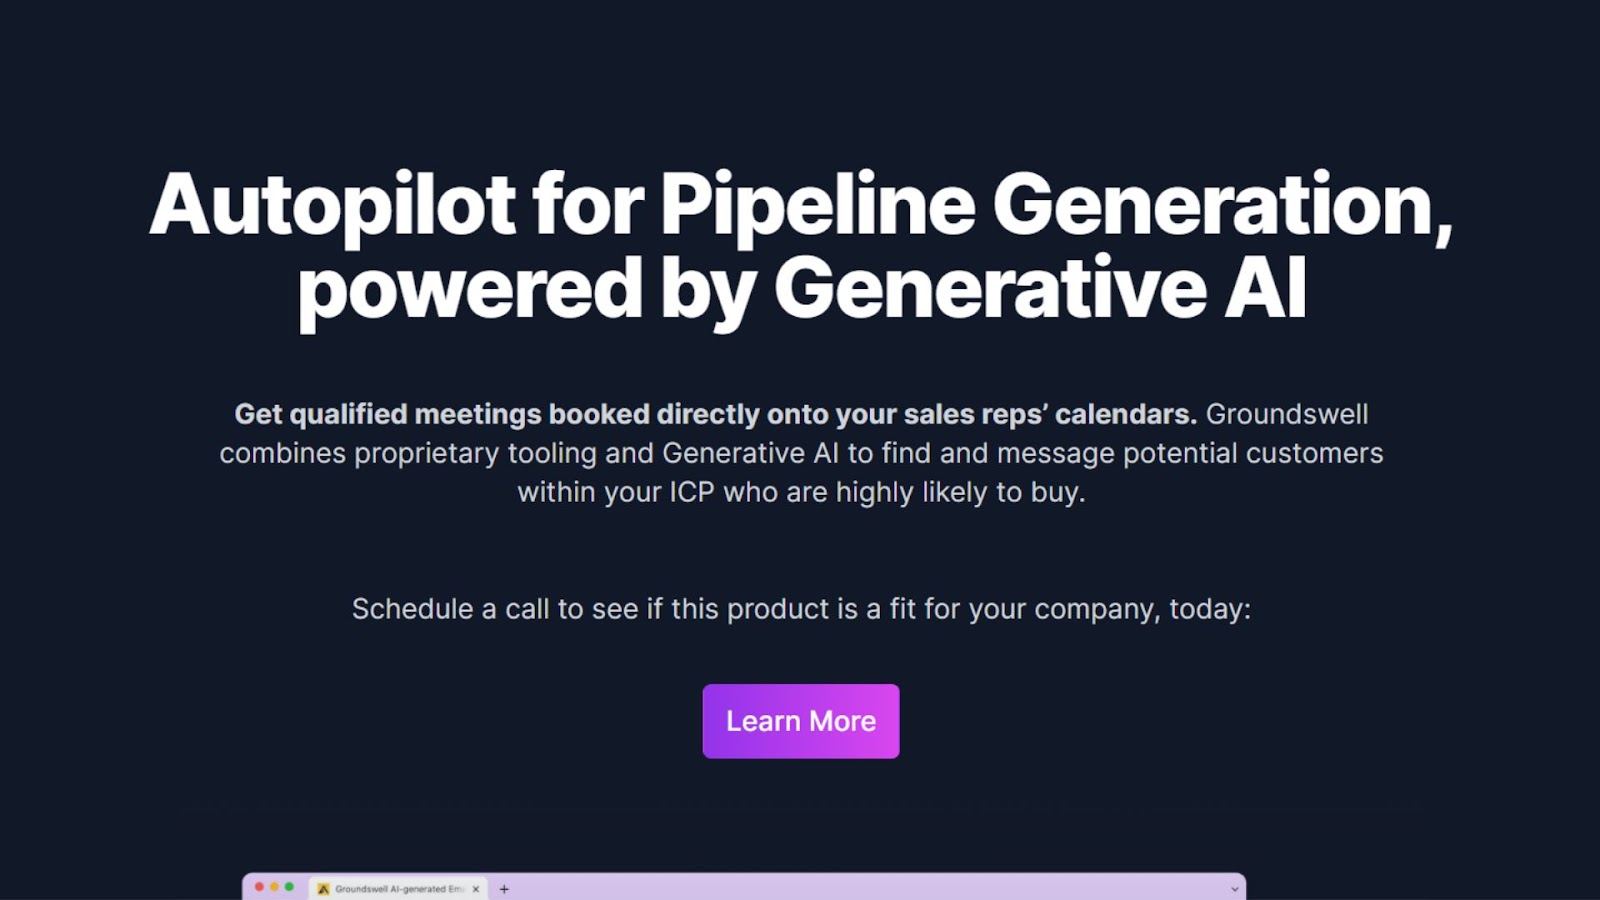 Autopilot for Pipeline Generation,
powered by Generative AI
Get qualified meetings booked directly onto your sales reps’ calendars. Groundswell
combines proprietary tooling and Generative AI to find and message potential customers
within your ICP who are highly likely to buy.
Schedule a call to see if this product is a fit for your company, today:
Learn More
Groundswell AI-generated